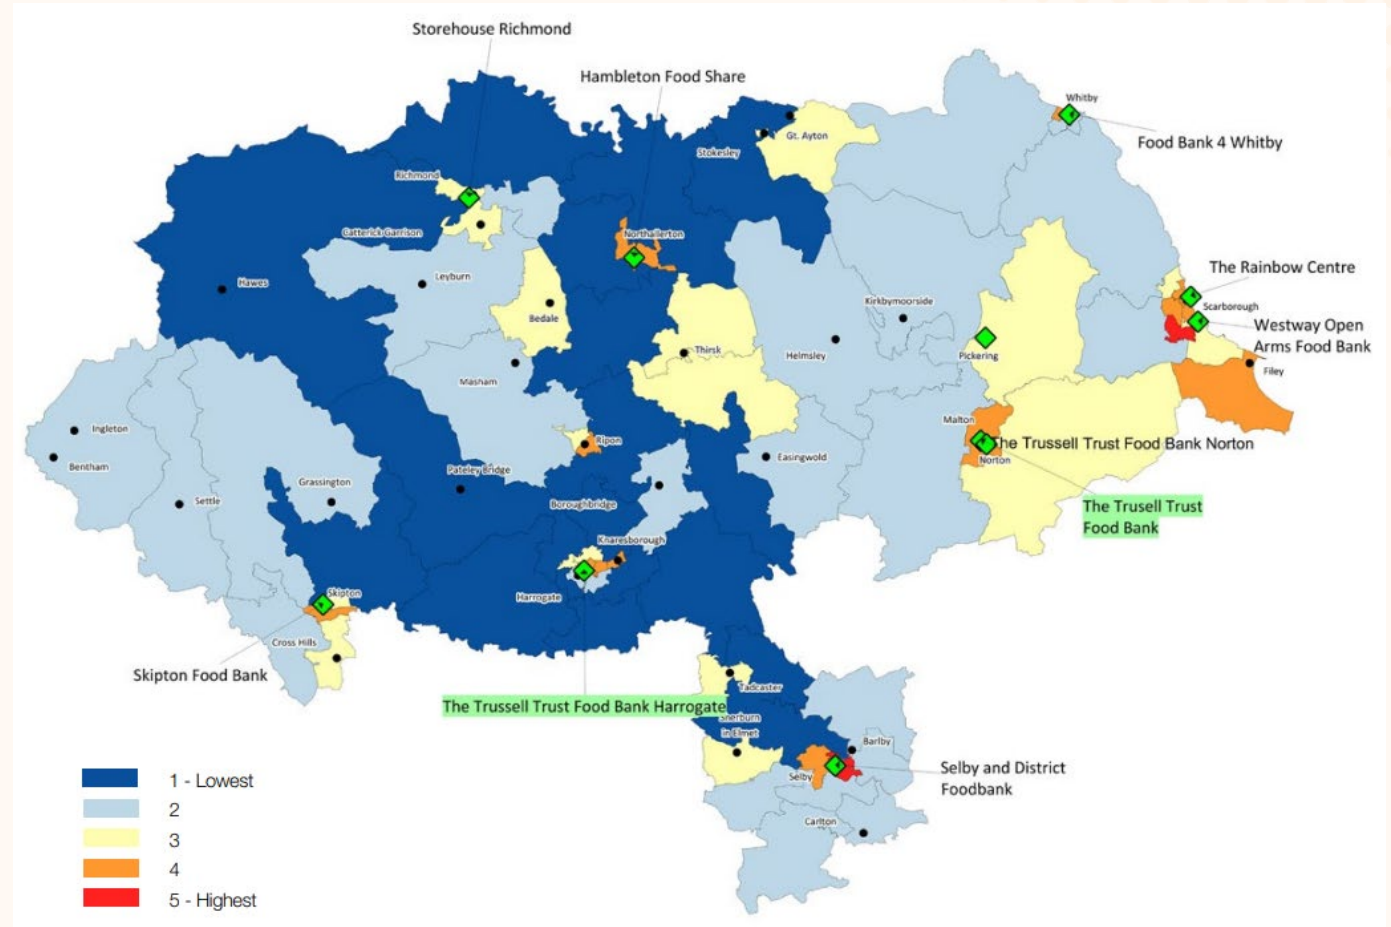 Storehouse Richmond
Hambleton Food Share
Whitby
Food Bank 4 Whitby
Gt. Ayton
Stokesley
Richmond
Catterick Garrison
Northallerton
The Rainbow Centre
Scarborough
Westway Open
Arms Food Bank
Filey
Hawes
Leyburn
Bedale
Kirkbymoorside
Thirsk
Helmsley
Pickering
Masham
Malton
The Trussell Trust Food Bank Norton
Norton
Ingleton
Bentham
Ripon
Easingwold
Pateley Bridge
Grassington
Settle
Boroughbridge
The Trusell Trust
Food Bank
Knaresborough
Harrogate
Skipton
Cross Hills
Skipton Food Bank
The Trussell Trust Food Bank Harrogate
Tadcaster
Sherburn
in Elmet
Barlby
Selby
Selby and District
Foodbank
Carlton
1 - Lowest
2
3
4
5 - Highest